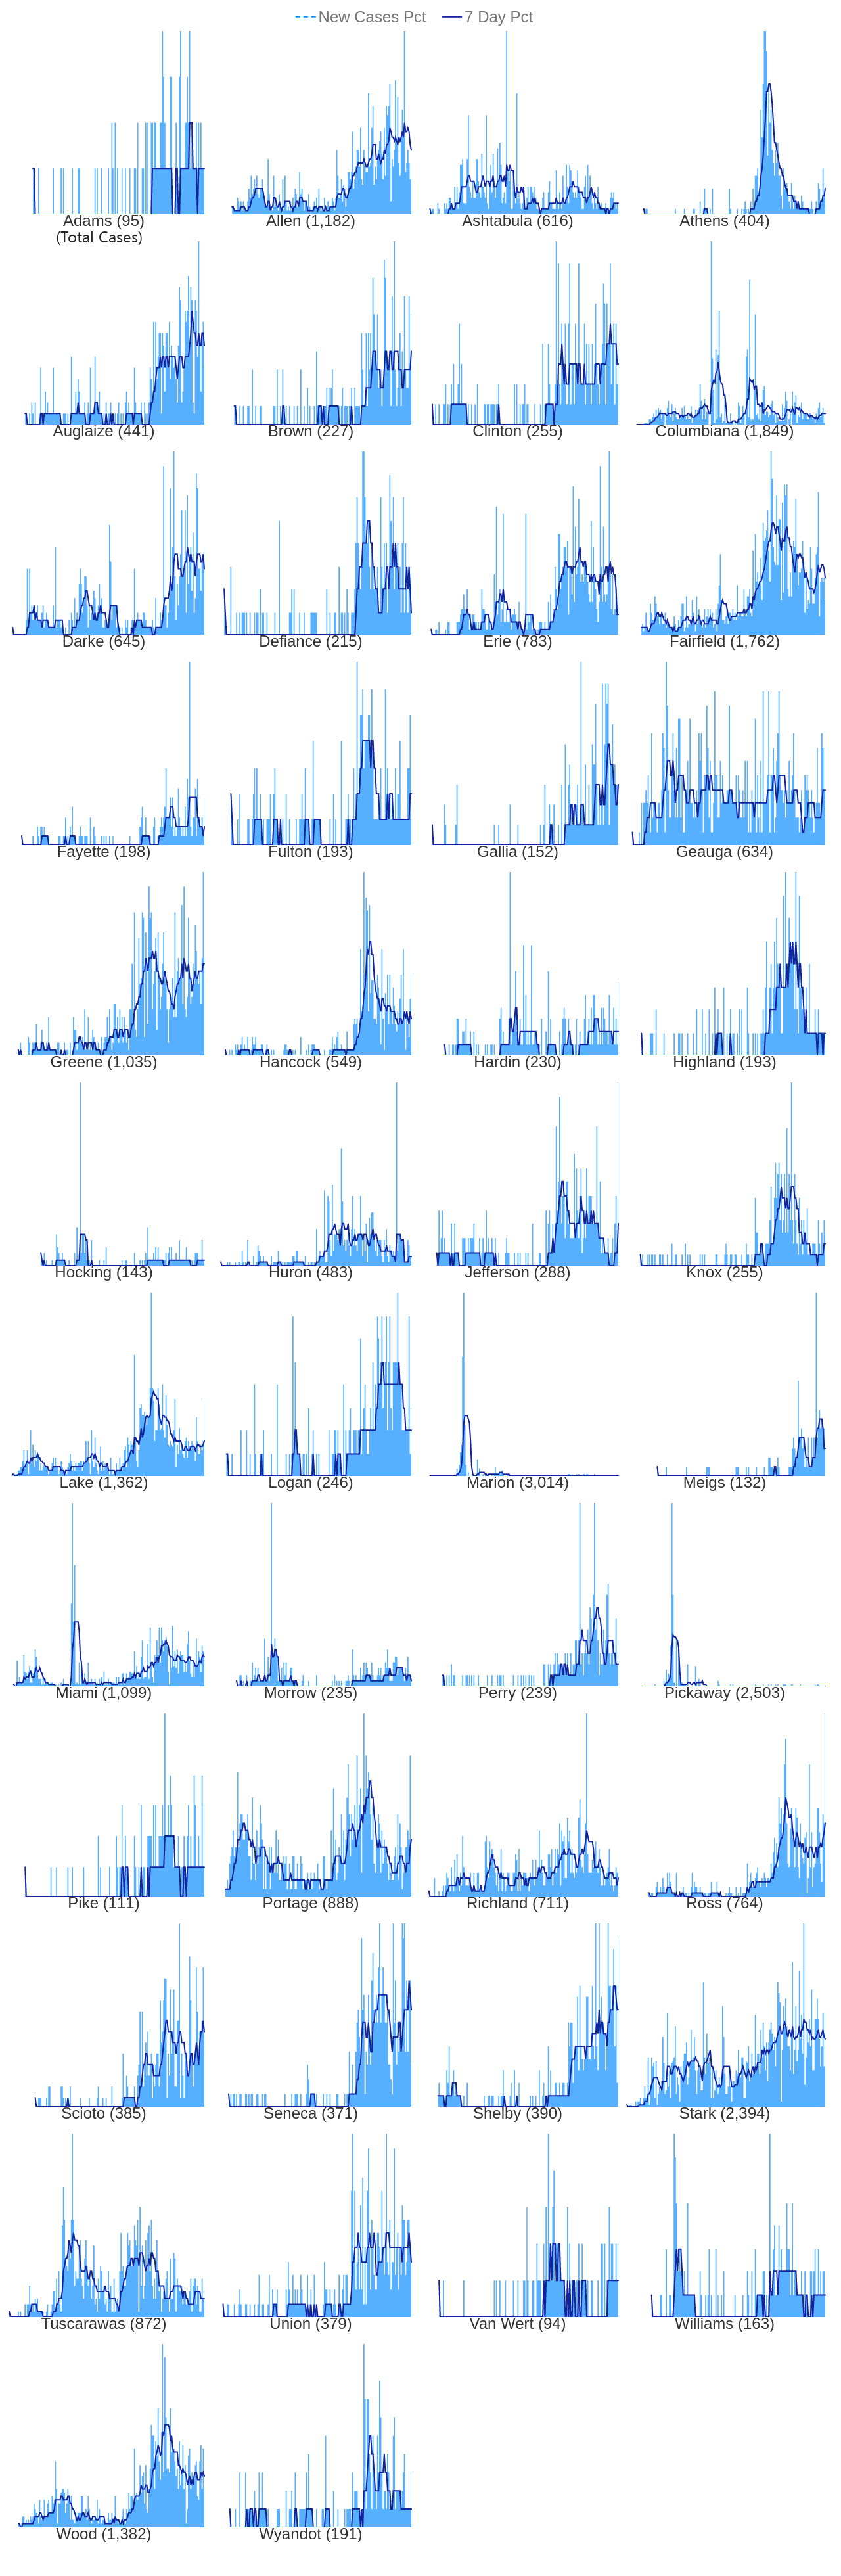 New Cases Pct 7 Day Pct
Adams (95) Allen (1,182) Ashtabula (616) Athens (404)
(Total Cases)
Auglaize (441) Brown (227) Clinton (255) Columbiana (1,849)
Darke (645) Defiance (215) Erie (783) Fairfield (1,762)
Fayette (198) Fulton (193) Gallia (152) Geauga (634)
Greene (1,035) Hancock (549) Hardin (230) Highland (193)
Hocking (143) Huron (483) Jefferson (288) Knox (255)
Lake (1,362) Logan (246) Marion (3,014) Meigs (132)
Miami (1,099) Morrow (235) Perry (239) Pickaway (2,503)
Pike (111) Portage (888) Richland (711) Ross (764)
Scioto (385) Seneca (371) Shelby (390) Stark (2,394)
Tuscarawas (872) Union (379) Van Wert (94) Williams (163)
Wood (1,382) Wyandot (191)